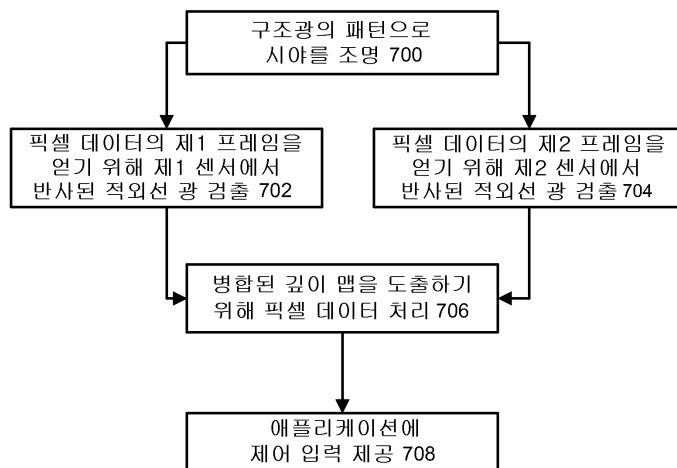 구조광의 패턴으로
시야를 조명 700
픽셀 데이터의 제1 프레임을
얻기 위해 제1 센서에서
반사된 적외선 광 검출 702
픽셀 데이터의 제2 프레임을
얻기 위해 제2 센서에서
반사된 적외선 광 검출 704
병합된 깊이 맵을 도출하기
위해 픽셀 데이터 처리 706
애플리케이션에
제어 입력 제공 708